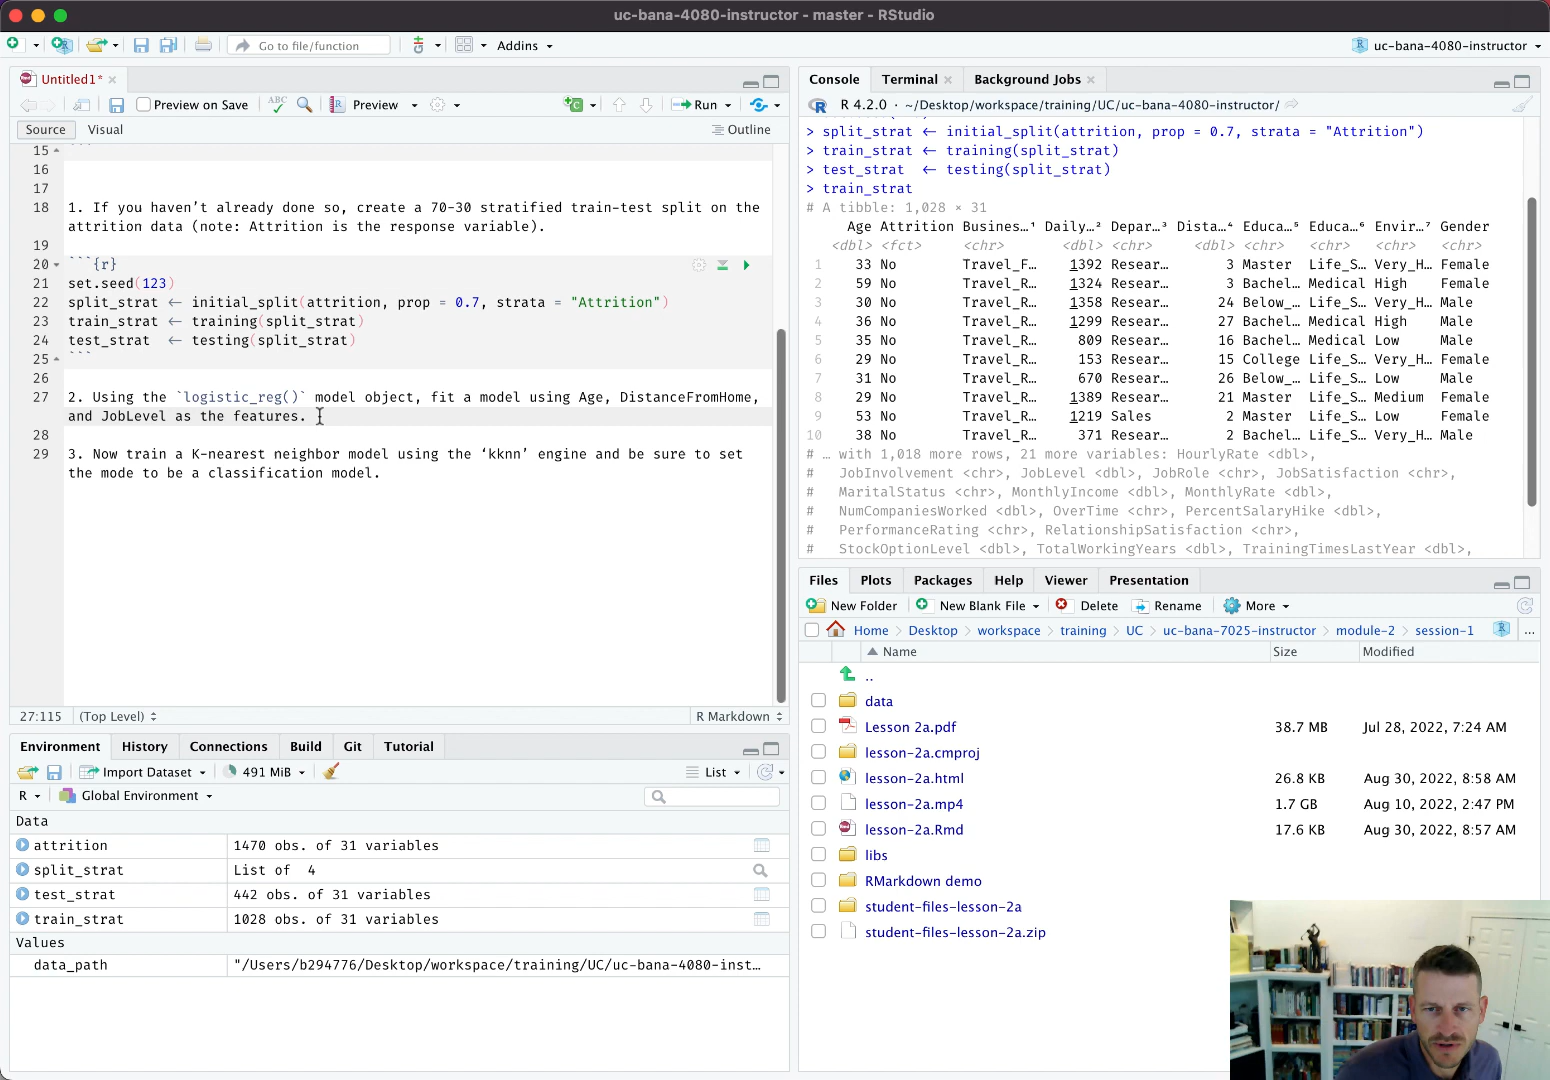 uc-bana-4080-instructor - master - RStudio
Go to file/function
Addins
uc-bana-4080-instructor
Untitled1*
Preview on Save
ABC
Preview
Run
Source
Visual
Outline
15 ```
16
17
18 1. If you haven’t already done so, create a 70-30 stratified train-test split on the
attrition data (note: Attrition is the response variable).
19
20 ```{r}
21 set.seed(123)
22 split_strat <- initial_split(attrition, prop = 0.7, strata = "Attrition")
23 train_strat <- training(split_strat)
24 test_strat  <- testing(split_strat)
25 ```
26
27 2. Using the `logistic_reg()` model object, fit a model using Age, DistanceFromHome,
and JobLevel as the features.
28
29 3. Now train a K-nearest neighbor model using the ‘kknn’ engine and be sure to set
the mode to be a classification model.
27:115 (Top Level) R Markdown
Environment History Connections Build Git Tutorial
Import Dataset 491 MiB List
R Global Environment
Data
attrition 1470 obs. of 31 variables
split_strat List of  4
test_strat 442 obs. of 31 variables
train_strat 1028 obs. of 31 variables
Values
data_path "/Users/b294776/Desktop/workspace/training/UC/uc-bana-4080-inst…
Console Terminal Background Jobs
R 4.2.0 · ~/Desktop/workspace/training/UC/uc-bana-4080-instructor/
> split_strat <- initial_split(attrition, prop = 0.7, strata = "Attrition")
> train_strat <- training(split_strat)
> test_strat  <- testing(split_strat)
> train_strat
# A tibble: 1,028 × 31
Age Attrition Busines…¹ Daily…² Depar…³ Dista…⁴ Educa…⁵ Educa…⁶ Envir…⁷ Gender
<dbl> <fct> <chr> <dbl> <chr> <dbl> <chr> <chr> <chr> <chr>
1 33 No Travel_F… 1392 Resear… 3 Master Life_S… Very_H… Female
2 59 No Travel_R… 1324 Resear… 3 Bachel… Medical High Female
3 30 No Travel_R… 1358 Resear… 24 Below_… Life_S… Very_H… Male
4 36 No Travel_R… 1299 Resear… 27 Bachel… Medical High Male
5 35 No Travel_R… 809 Resear… 16 Bachel… Medical Low Male
6 29 No Travel_R… 153 Resear… 15 College Life_S… Very_H… Female
7 31 No Travel_R… 670 Resear… 26 Below_… Life_S… Low Male
8 29 No Travel_R… 1389 Resear… 21 Master Life_S… Medium Female
9 53 No Travel_R… 1219 Sales 2 Master Life_S… Low Female
10 38 No Travel_R… 371 Resear… 2 Bachel… Life_S… Very_H… Male
# … with 1,018 more rows, 21 more variables: HourlyRate <dbl>,
#   JobInvolvement <chr>, JobLevel <dbl>, JobRole <chr>, JobSatisfaction <chr>,
#   MaritalStatus <chr>, MonthlyIncome <dbl>, MonthlyRate <dbl>,
#   NumCompaniesWorked <dbl>, OverTime <chr>, PercentSalaryHike <dbl>,
#   PerformanceRating <chr>, RelationshipSatisfaction <chr>,
#   StockOptionLevel <dbl>, TotalWorkingYears <dbl>, TrainingTimesLastYear <dbl>,
Files Plots Packages Help Viewer Presentation
New Folder New Blank File Delete Rename More
Home > Desktop > workspace > training > UC > uc-bana-7025-instructor > module-2 > session-1 ...
Name Size Modified
..
data
Lesson 2a.pdf 38.7 MB Jul 28, 2022, 7:24 AM
lesson-2a.cmproj
lesson-2a.html 26.8 KB Aug 30, 2022, 8:58 AM
lesson-2a.mp4 1.7 GB Aug 10, 2022, 2:47 PM
lesson-2a.Rmd 17.6 KB Aug 30, 2022, 8:57 AM
libs
RMarkdown demo
student-files-lesson-2a
student-files-lesson-2a.zip